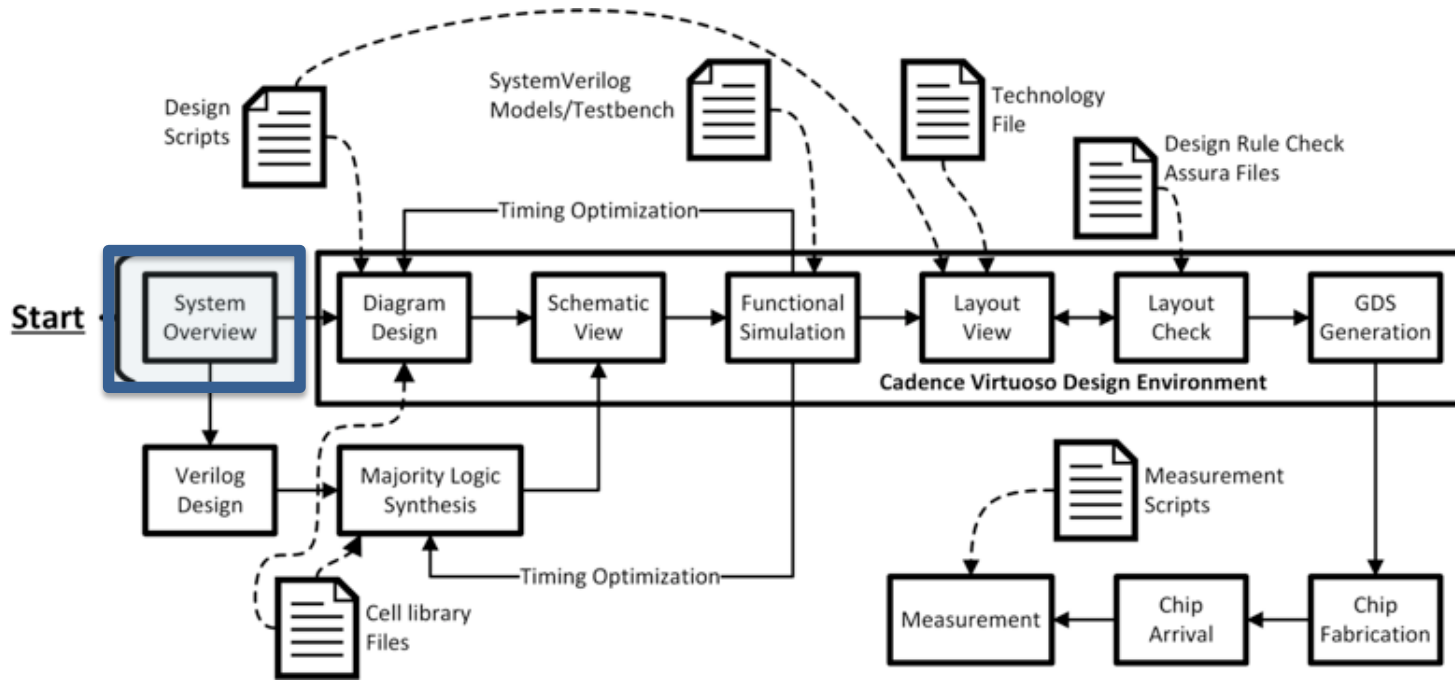 Design
Scripts
SystemVerilog
Models/Testbench
Technology
File
Design Rule Check
Assura Files
Timing Optimization
Start
System
Overview
Diagram
Design
Schematic
View
Functional
Simulation
Layout
View
Layout
Check
GDS
Generation
Cadence Virtuoso Design Environment
Verilog
Design
Majority Logic
Synthesis
Measurement
Scripts
Timing Optimization
Cell library
Files
Measurement
Chip
Arrival
Chip
Fabrication